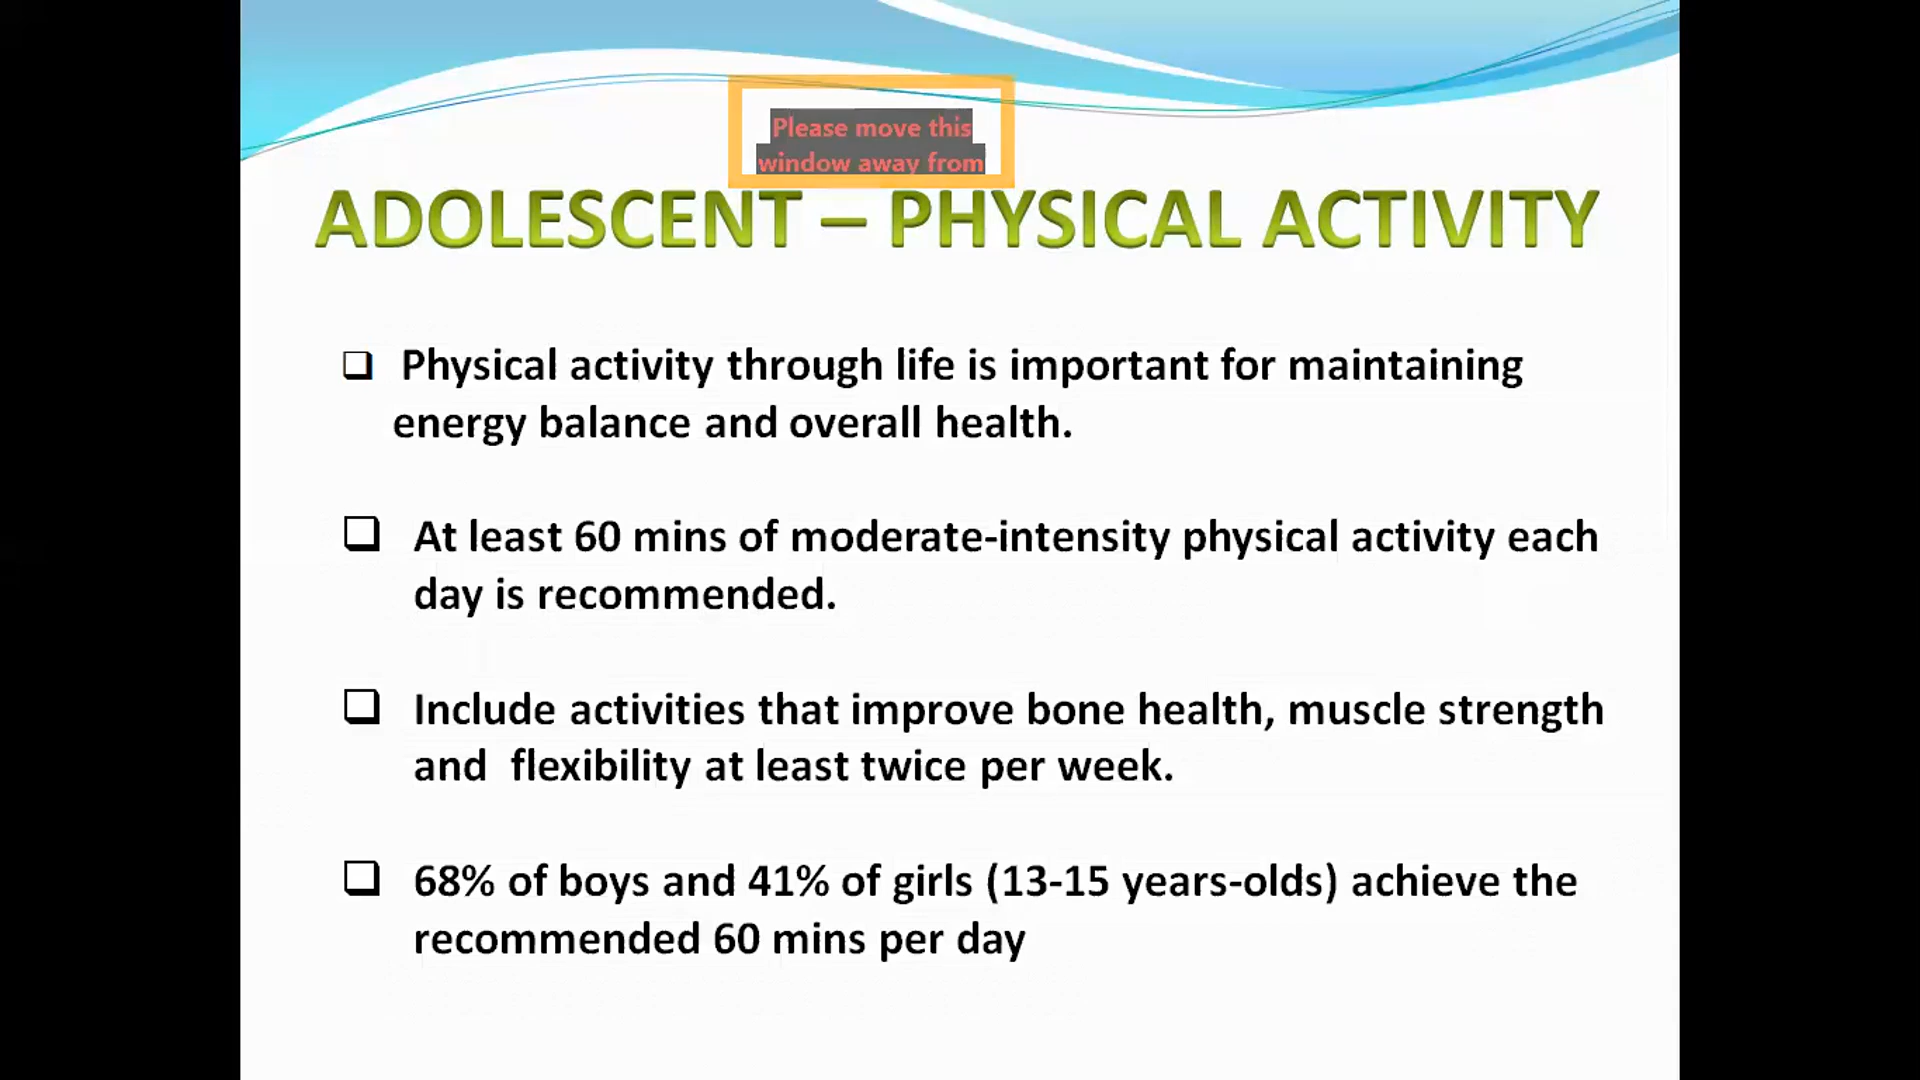 Please move this
window away from
ADOLESCENT – PHYSICAL ACTIVITY
❑ Physical activity through life is important for maintaining
energy balance and overall health.
❑ At least 60 mins of moderate-intensity physical activity each
day is recommended.
❑ Include activities that improve bone health, muscle strength
and flexibility at least twice per week.
❑ 68% of boys and 41% of girls (13-15 years-olds) achieve the
recommended 60 mins per day